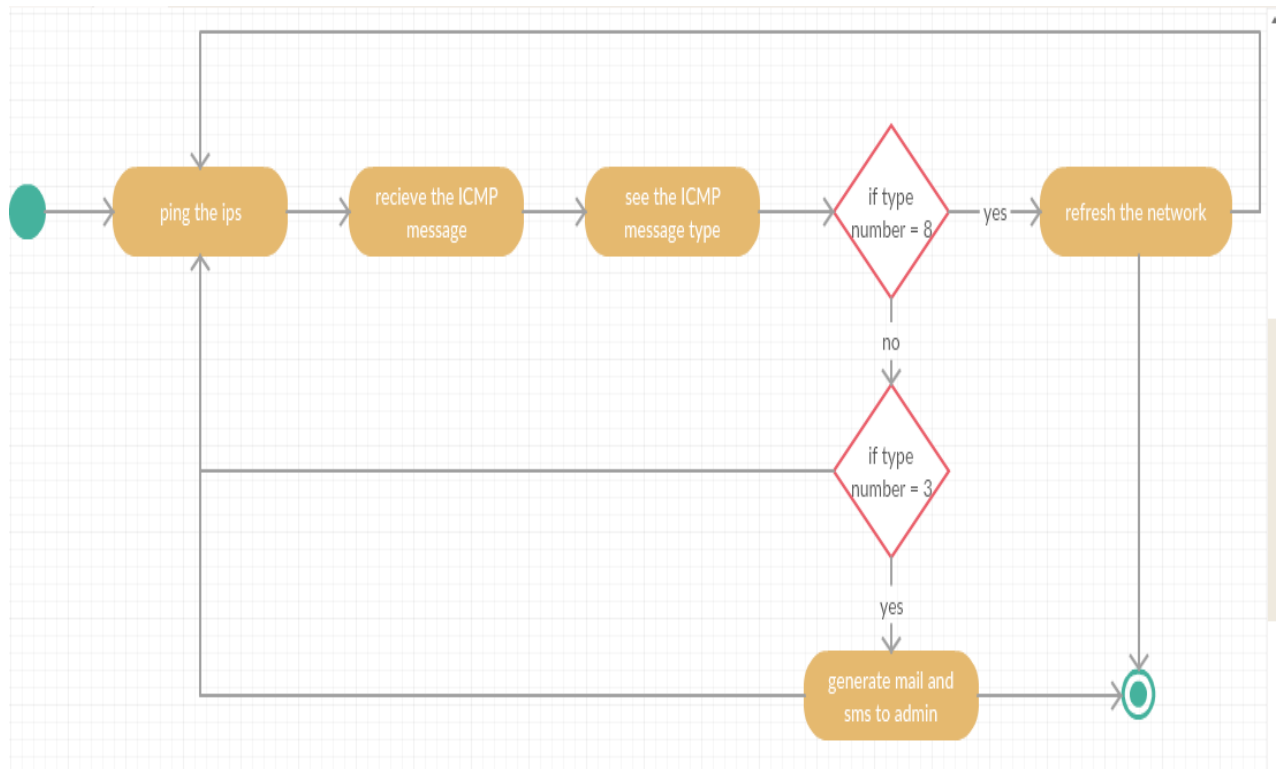 ping the ips
recieve the ICMP
message
see the ICMP
message type
if type
number = 8
yes
refresh the network
no
if type
number = 3
yes
generate mail and
sms to admin